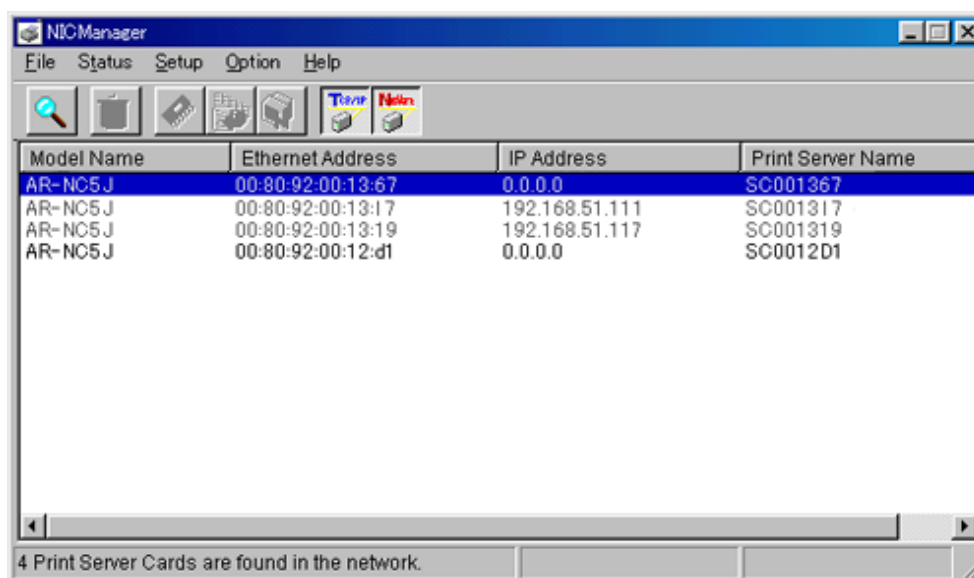 NICManager
File Status Setup Option Help
TCP/IP NetWare
Model Name Ethernet Address IP Address Print Server Name
AR-NC5J 00:80:92:00:13:67 0.0.0.0 SC001367
AR-NC5J 00:80:92:00:13:17 192.168.51.111 SC001317
AR-NC5J 00:80:92:00:13:19 192.168.51.117 SC001319
AR-NC5J 00:80:92:00:12:d1 0.0.0.0 SC0012D1
4 Print Server Cards are found in the network.